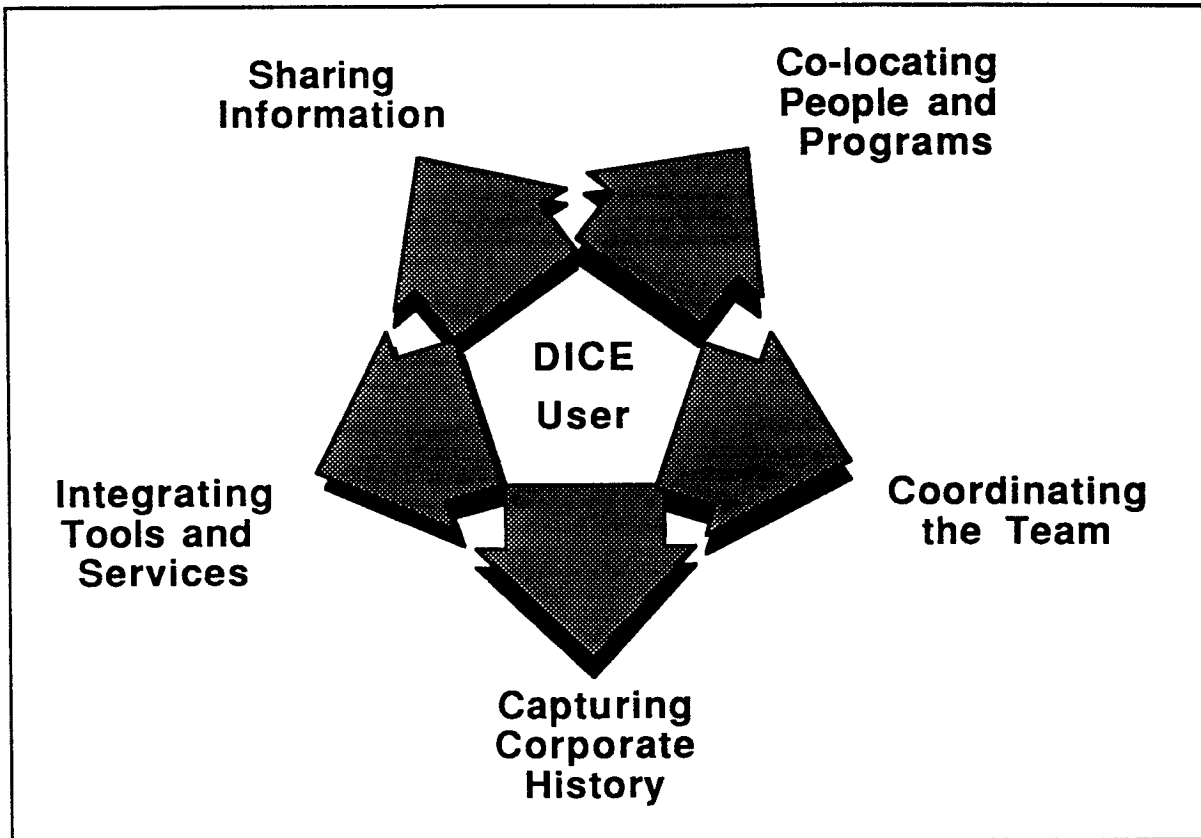 Sharing
Information
Co-locating
People and
Programs
DICE
User
Integrating
Tools and
Services
Coordinating
the Team
Capturing
Corporate
History